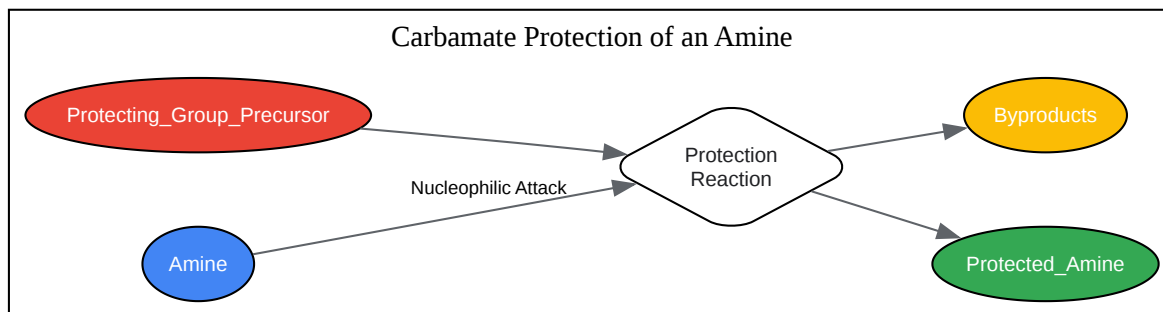 Carbamate Protection of an Amine
Protecting_Group_Precursor
Byproducts
Protection
Reaction
Nucleophilic Attack
Amine
Protected_Amine